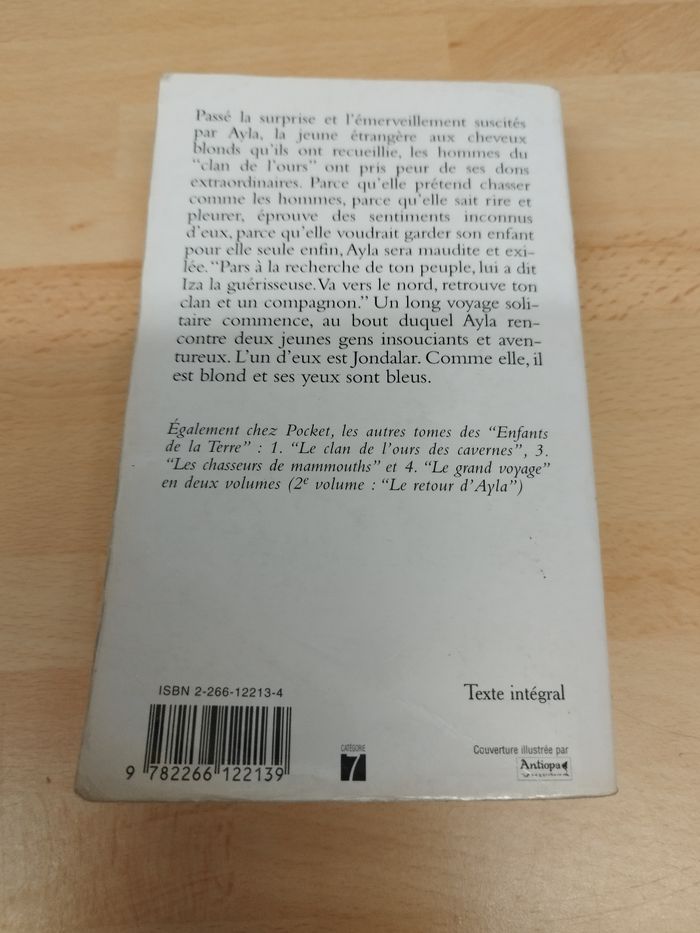 Passé la surprise et l'émerveillement suscités
par Ayla, la jeune étrangère aux cheveux
blonds qu'ils ont recueillie, les hommes du
"clan de l'ours" ont pris peur de ses dons
extraordinaires. Parce qu'elle prétend chasser
comme les hommes, parce qu'elle sait rire et
pleurer, éprouve des sentiments inconnus
d'eux, parce qu'elle voudrait garder son enfant
pour elle seule enfin, Ayla sera maudite et exi-
lée. "Pars à la recherche de ton peuple, lui a dit
Iza la guérisseuse. Va vers le nord, retrouve ton
clan et un compagnon." Un long voyage soli-
taire commence, au bout duquel Ayla ren-
contre deux jeunes gens insouciants et aven-
tureux. L'un d'eux est Jondalar. Comme elle, il
est blond et ses yeux sont bleus.
Également chez Pocket, les autres tomes des "Enfants
de la Terre" : 1. "Le clan de l'ours des cavernes", 3.
"Les chasseurs de mammouths" et 4. "Le grand voyage"
en deux volumes (2e volume : "Le retour d'Ayla")
ISBN 2-266-12213-4
9 782266 122139
CATÉGORIE
7
Texte intégral
Couverture illustrée par
Antiopa